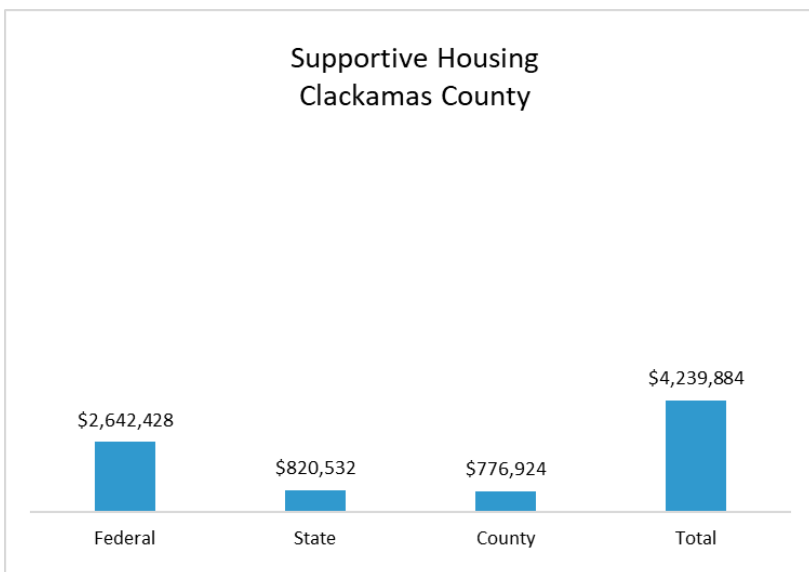 Supportive Housing
Clackamas County
$4,239,884
$2,642,428
$820,532
$776,924
Federal
State
County
Total